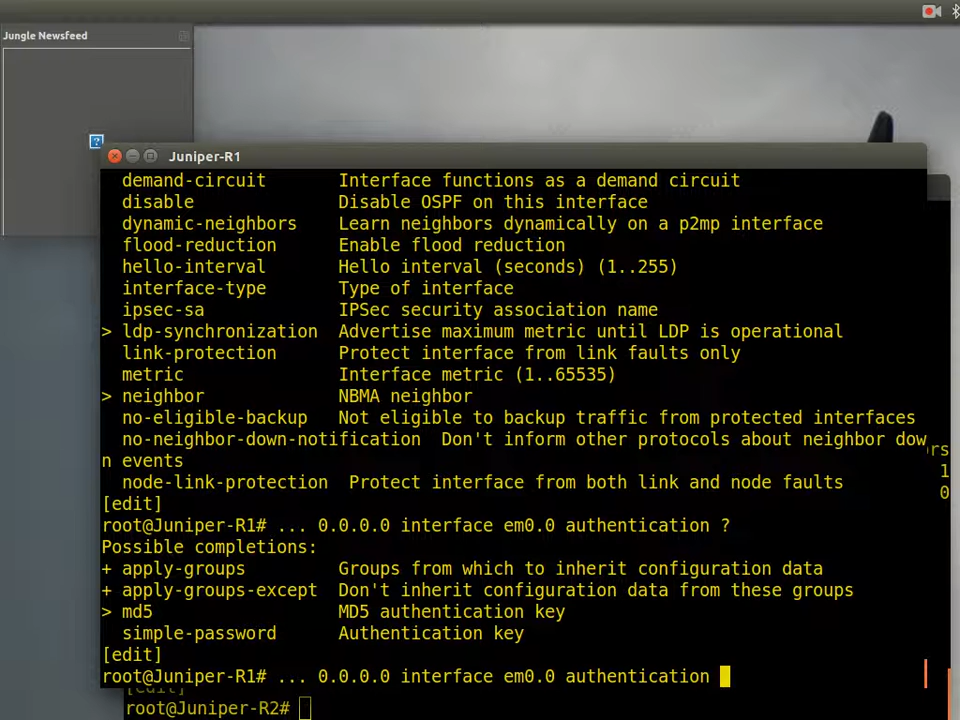 Jungle Newsfeed
Juniper-R1
demand-circuit Interface functions as a demand circuit
disable Disable OSPF on this interface
dynamic-neighbors Learn neighbors dynamically on a p2mp interface
flood-reduction Enable flood reduction
hello-interval Hello interval (seconds) (1..255)
interface-type Type of interface
ipsec-sa IPSec security association name
> ldp-synchronization Advertise maximum metric until LDP is operational
link-protection Protect interface from link faults only
metric Interface metric (1..65535)
> neighbor NBMA neighbor
no-eligible-backup Not eligible to backup traffic from protected interfaces
no-neighbor-down-notification Don't inform other protocols about neighbor dow
n events
node-link-protection Protect interface from both link and node faults
[edit]
root@Juniper-R1# ... 0.0.0.0 interface em0.0 authentication ?
Possible completions:
+ apply-groups Groups from which to inherit configuration data
+ apply-groups-except Don't inherit configuration data from these groups
> md5 MD5 authentication key
simple-password Authentication key
[edit]
root@Juniper-R1# ... 0.0.0.0 interface em0.0 authentication
rs
1
0
[edit]
root@Juniper-R2#